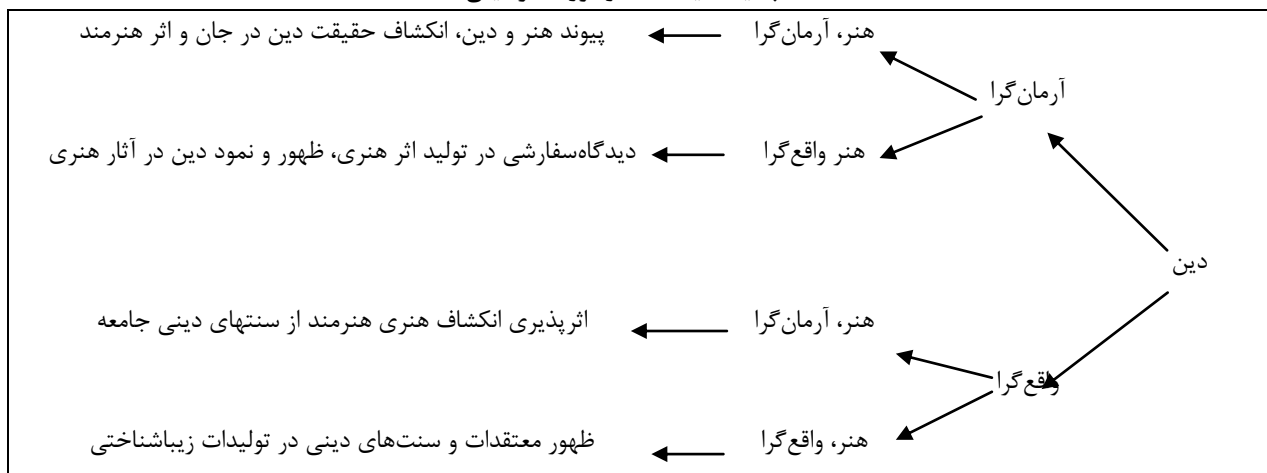 هنر، آرمان‌گرا پیوند هنر و دین، انکشاف حقیقت دین در جان و اثر هنرمند
آرمان‌گرا
هنر واقع‌گرا دیدگاه‌سفارشی در تولید اثر هنری، ظهور و نمود دین در آثار هنری
دین
هنر، آرمان‌گرا اثرپذیری انکشاف هنری هنرمند از سنتهای دینی جامعه
واقع‌گرا
هنر، واقع‌گرا ظهور معتقدات و سنت‌های دینی در تولیدات زیباشناختی